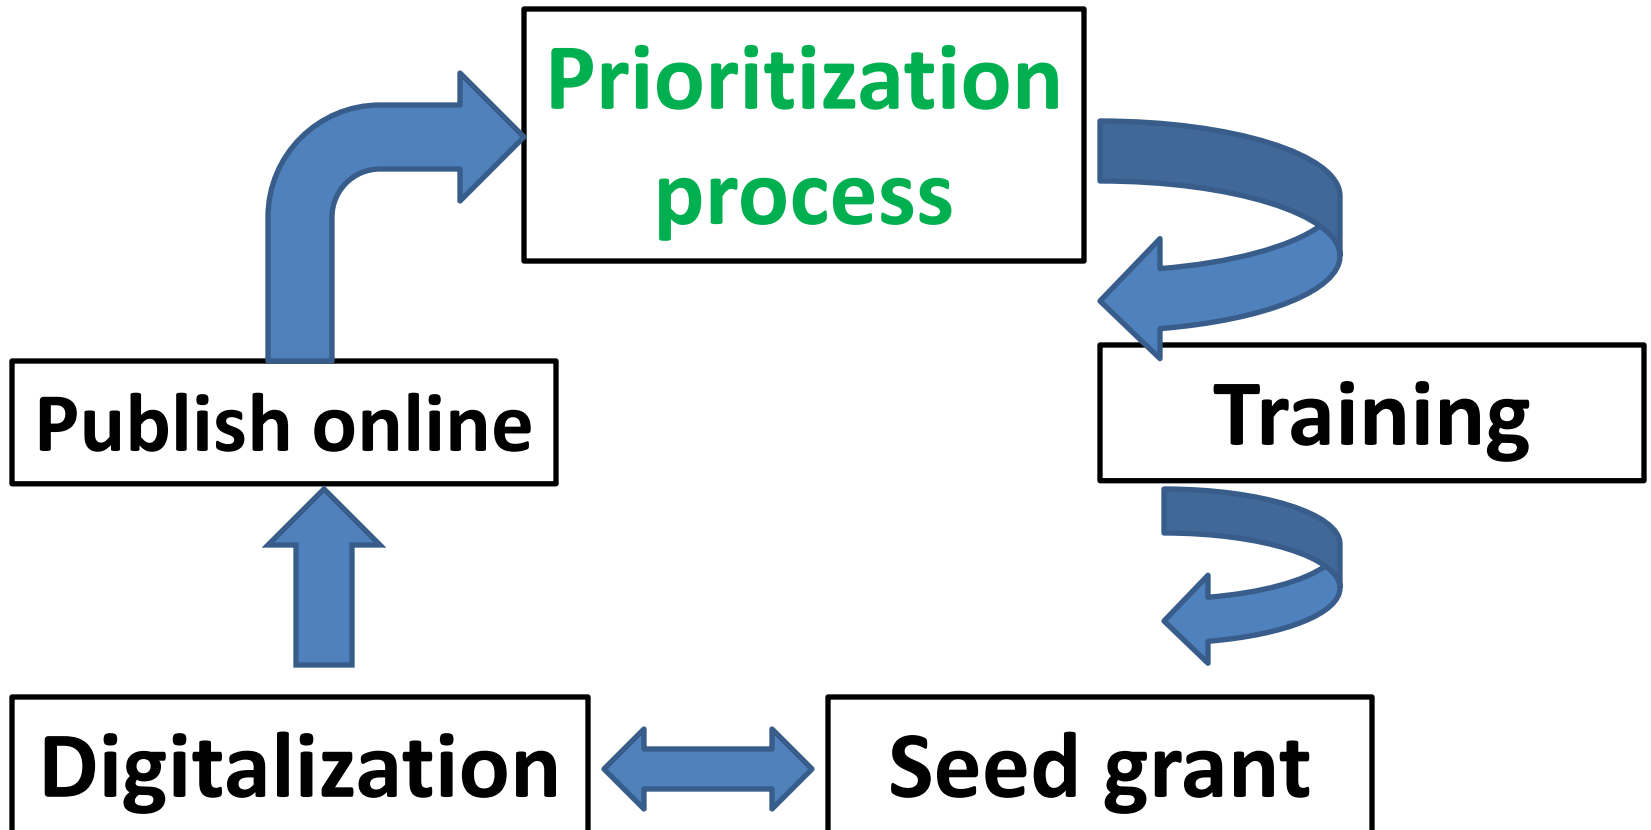 Prioritization
process
Publish online
Training
Digitalization
Seed grant